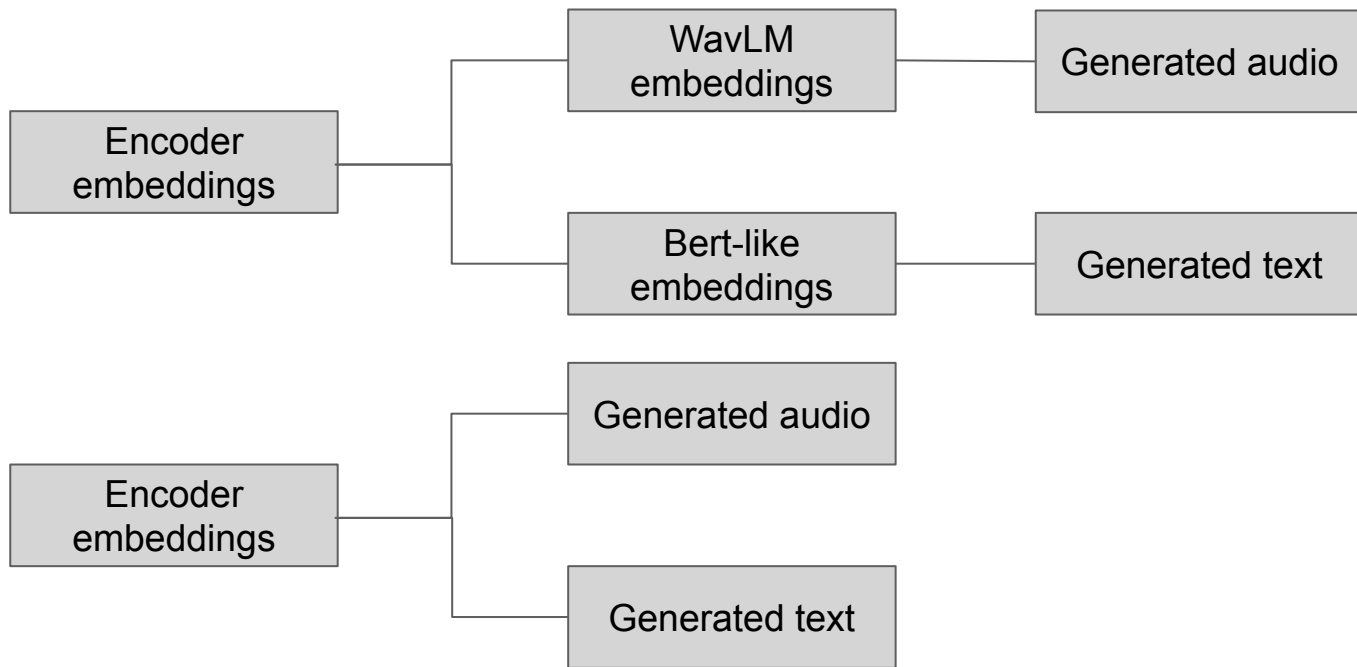 WavLM
embeddings
Generated audio
Encoder
embeddings
Bert-like
embeddings
Generated text
Generated audio
Encoder
embeddings
Generated text